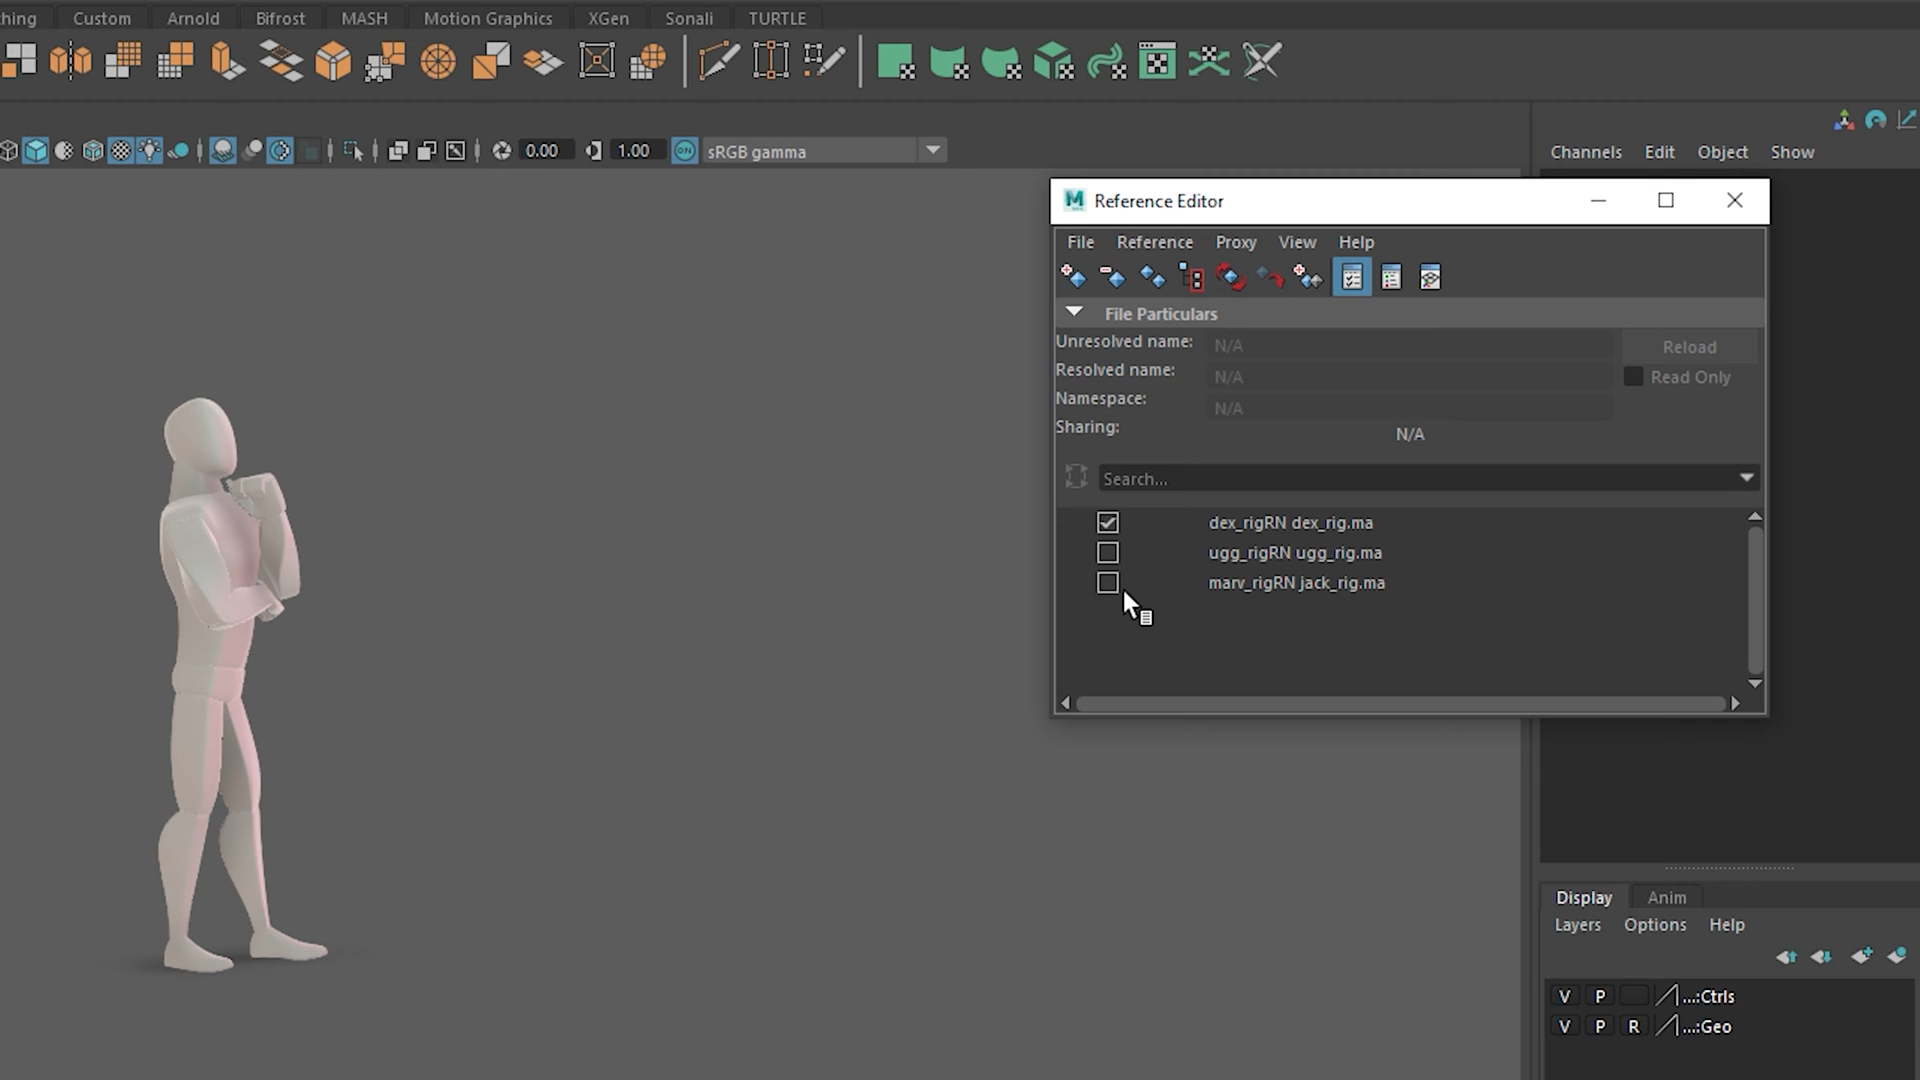 hing Custom Arnold Bifrost MASH Motion Graphics XGen Sonali TURTLE
0.00 1.00 ON sRGB gamma
Channels Edit Object Show
Reference Editor
File Reference Proxy View Help
File Particulars
Unresolved name: N/A Reload
Resolved name: N/A Read Only
Namespace: N/A
Sharing: N/A
Search...
dex_rigRN dex_rig.ma
ugg_rigRN ugg_rig.ma
marv_rigRN jack_rig.ma
Display Anim
Layers Options Help
V P ...:Ctrls
V P R ...:Geo